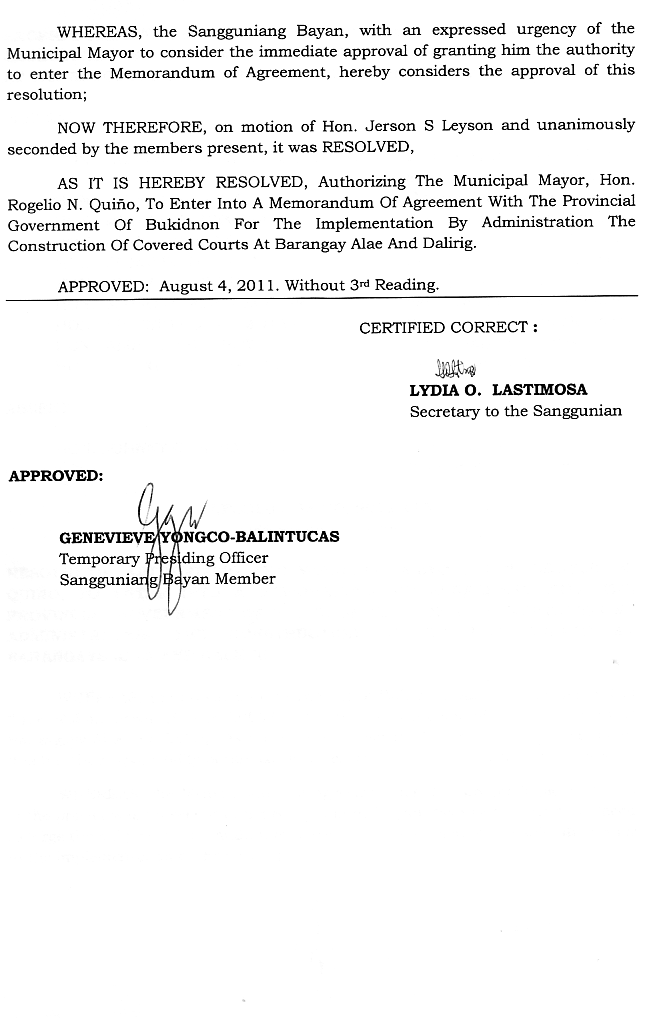 WHEREAS, the Sangguniang Bayan, with an expressed urgency of the
Municipal Mayor to consider the immediate approval of granting him the authority
to enter the Memorandum of Agreement, hereby considers the approval of this
resolution;
NOW THEREFORE, on motion of Hon. Jerson S Leyson and unanimously
seconded by the members present, it was RESOLVED,
AS IT IS HEREBY RESOLVED, Authorizing The Municipal Mayor, Hon.
Rogelio N. Quiño, To Enter Into A Memorandum Of Agreement With The Provincial
Government Of Bukidnon For The Implementation By Administration The
Construction Of Covered Courts At Barangay Alae And Dalirig.
APPROVED: August 4, 2011. Without 3rd Reading.
CERTIFIED CORRECT :
LYDIA O. LASTIMOSA
Secretary to the Sanggunian
APPROVED:
GENEVIEVE YONGCO-BALINTUCAS
Temporary Presiding Officer
Sangguniang Bayan Member